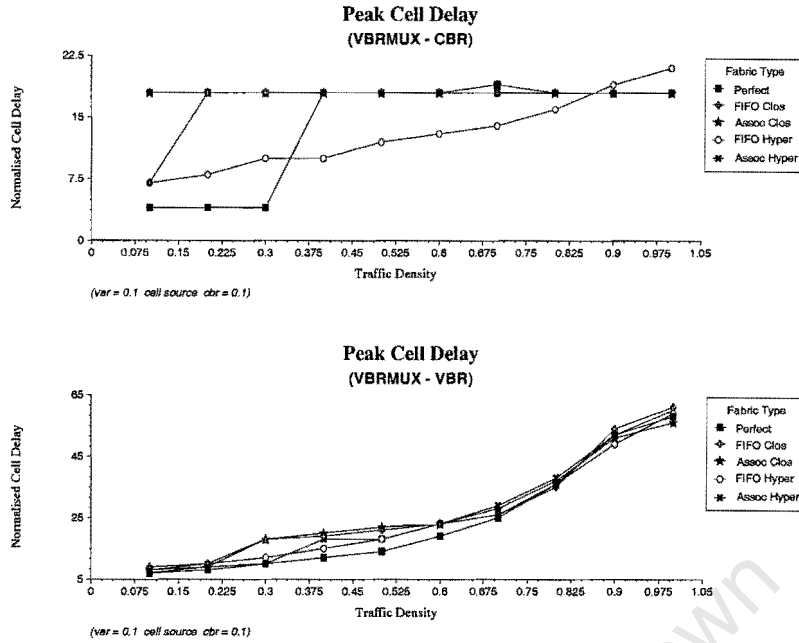 Peak Cell Delay
(VBRMUX - CBR)
22.5
15
7.5
0
Normalised Cell Delay
0 0.075 0.15 0.225 0.3 0.375 0.45 0.525 0.6 0.675 0.75 0.825 0.9 0.975 1.05
Traffic Density
(var = 0.1 cell source cbr = 0.1)
Fabric Type
Perfect
FIFO Clos
Assoc Clos
FIFO Hyper
Assoc Hyper
Peak Cell Delay
(VBRMUX - VBR)
65
45
25
5
Normalised Cell Delay
0 0.075 0.15 0.225 0.3 0.375 0.45 0.525 0.6 0.675 0.75 0.825 0.9 0.975 1.05
Traffic Density
(var = 0.1 cell source cbr = 0.1)
Fabric Type
Perfect
FIFO Clos
Assoc Clos
FIFO Hyper
Assoc Hyper